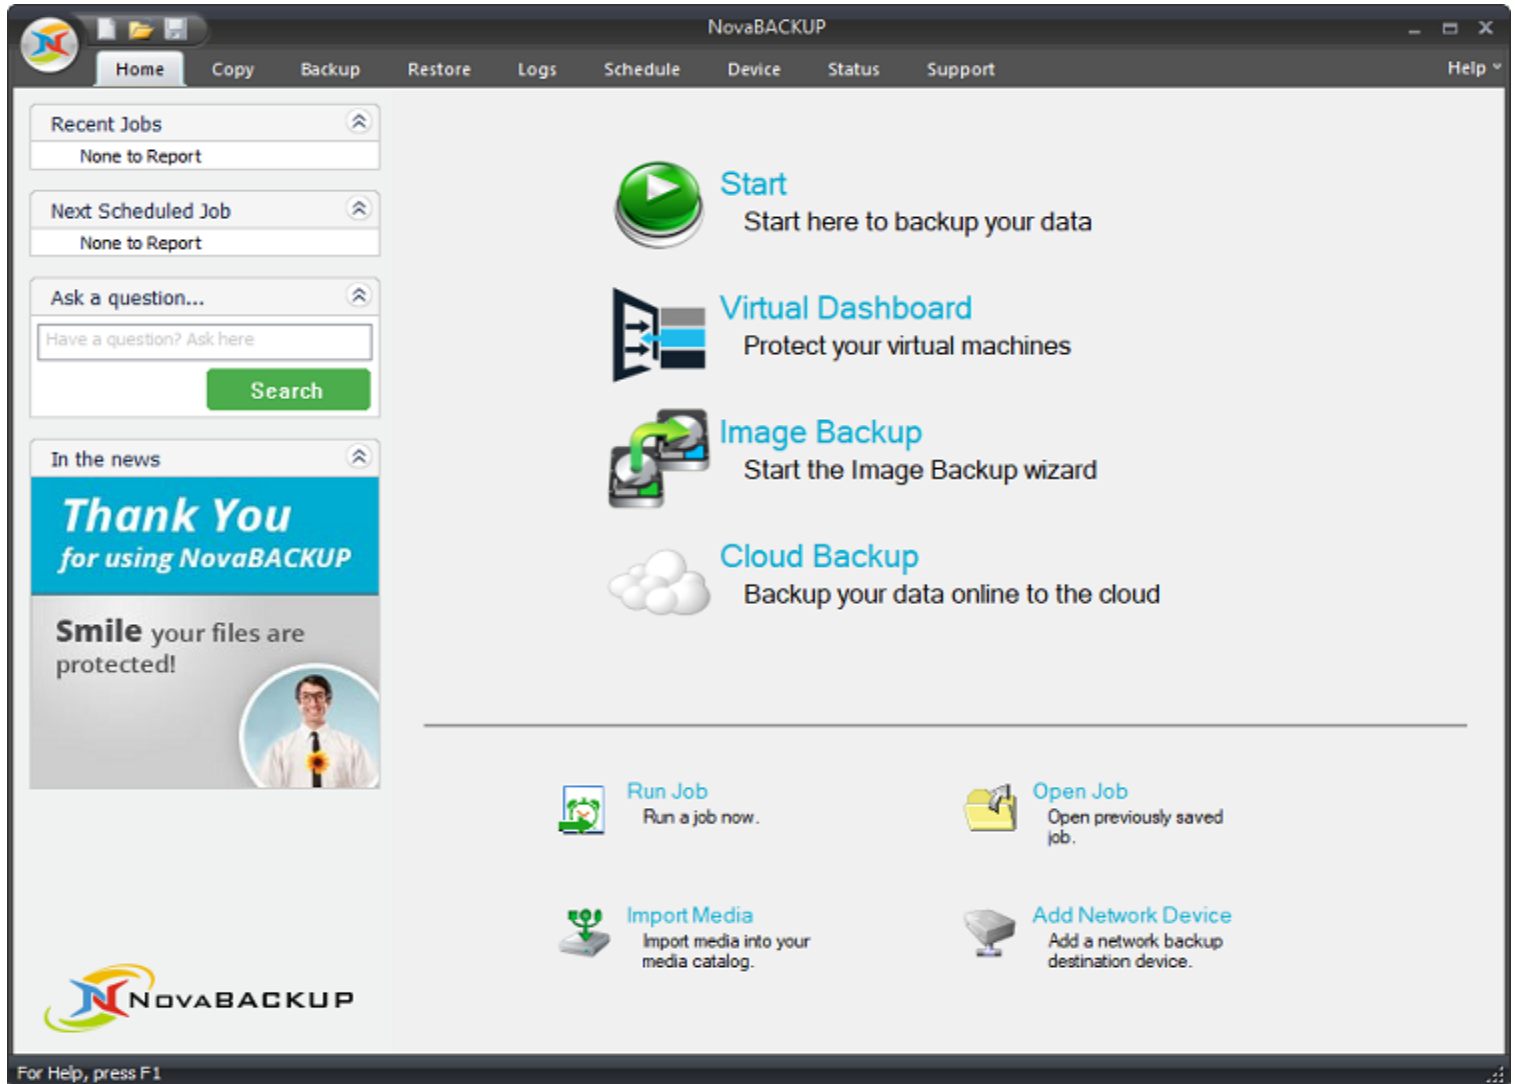 NovaBACKUP
Home Copy Backup Restore Logs Schedule Device Status Support Help
Recent Jobs
None to Report
Next Scheduled Job
None to Report
Ask a question...
Have a question? Ask here
Search
In the news
Thank You
for using NovaBACKUP
Smile your files are
protected!
Start
Start here to backup your data
Virtual Dashboard
Protect your virtual machines
Image Backup
Start the Image Backup wizard
Cloud Backup
Backup your data online to the cloud
Run Job
Run a job now.
Open Job
Open previously saved
job.
Import Media
Import media into your
media catalog.
Add Network Device
Add a network backup
destination device.
NovaBACKUP
For Help, press F1